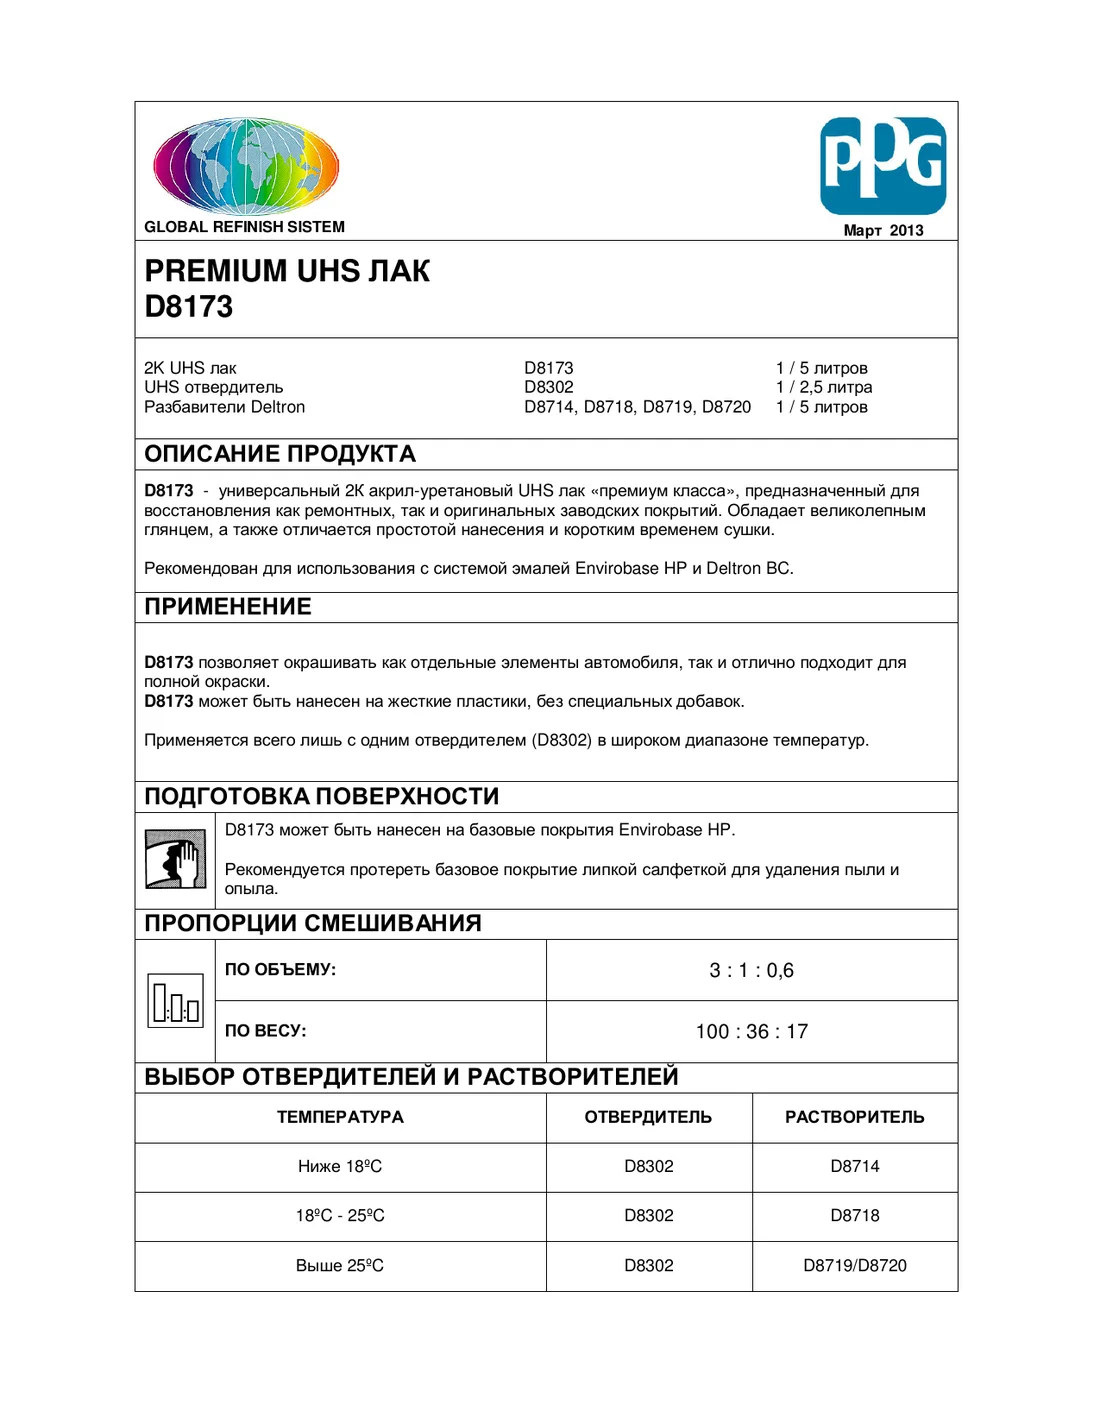 PPG
GLOBAL REFINISH SISTEM
Март 2013
PREMIUM UHS ЛАК
D8173
2K UHS лак D8173 1 / 5 литров
UHS отвердитель D8302 1 / 2,5 литра
Разбавители Deltron D8714, D8718, D8719, D8720 1 / 5 литров
ОПИСАНИЕ ПРОДУКТА
D8173 - универсальный 2К акрил-уретановый UHS лак «премиум класса», предназначенный для
восстановления как ремонтных, так и оригинальных заводских покрытий. Обладает великолепным
глянцем, а также отличается простотой нанесения и коротким временем сушки.
Рекомендован для использования с системой эмалей Envirobase HP и Deltron BC.
ПРИМЕНЕНИЕ
D8173 позволяет окрашивать как отдельные элементы автомобиля, так и отлично подходит для
полной окраски.
D8173 может быть нанесен на жесткие пластики, без специальных добавок.
Применяется всего лишь с одним отвердителем (D8302) в широком диапазоне температур.
ПОДГОТОВКА ПОВЕРХНОСТИ
D8173 может быть нанесен на базовые покрытия Envirobase HP.
Рекомендуется протереть базовое покрытие липкой салфеткой для удаления пыли и
опыла.
ПРОПОРЦИИ СМЕШИВАНИЯ
ПО ОБЪЕМУ: 3 : 1 : 0,6
ПО ВЕСУ: 100 : 36 : 17
ВЫБОР ОТВЕРДИТЕЛЕЙ И РАСТВОРИТЕЛЕЙ
ТЕМПЕРАТУРА ОТВЕРДИТЕЛЬ РАСТВОРИТЕЛЬ
Ниже 18ºC D8302 D8714
18ºC - 25ºC D8302 D8718
Выше 25ºC D8302 D8719/D8720